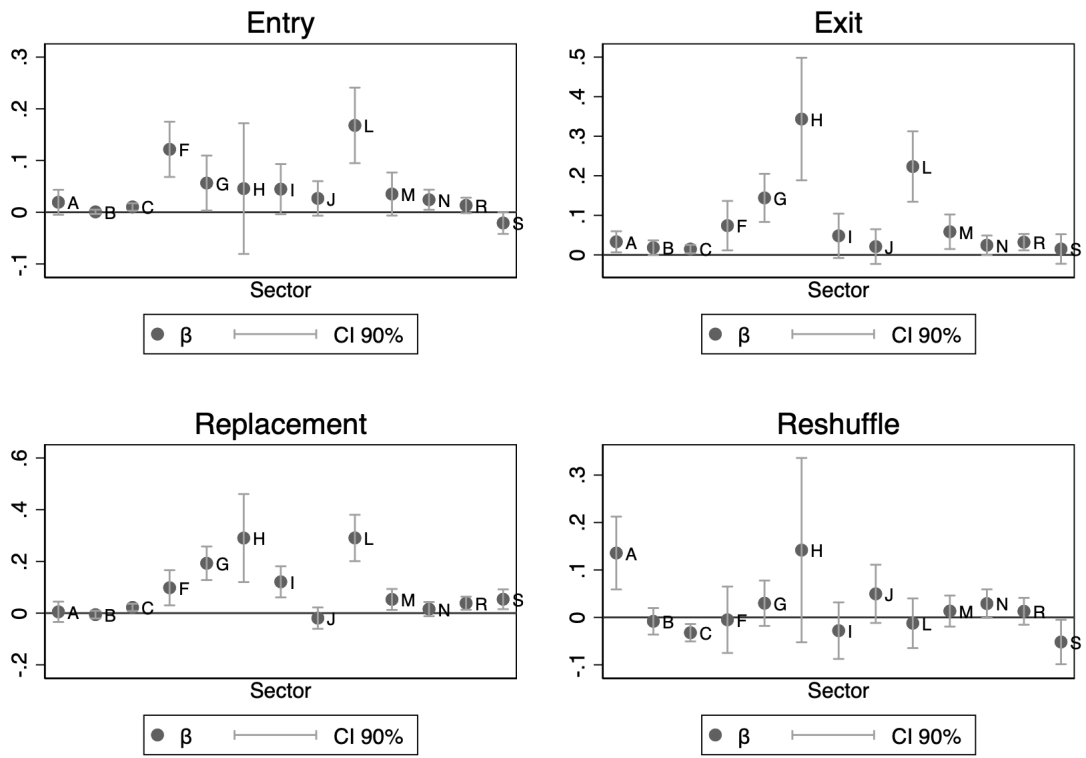 Entry
.3
.2
.1
0
-.1
A
B
C
F
G
H
I
J
L
M
N
R
S
Sector
β CI 90%
Exit
.5
.4
.3
.2
.1
0
A
B
C
F
G
H
I
J
L
M
N
R
S
Sector
β CI 90%
Replacement
.6
.4
.2
0
-.2
A
B
C
F
G
H
I
J
L
M
N
R
S
Sector
β CI 90%
Reshuffle
.3
.2
.1
0
-.1
A
B
C
F
G
H
I
J
L
M
N
R
S
Sector
β CI 90%